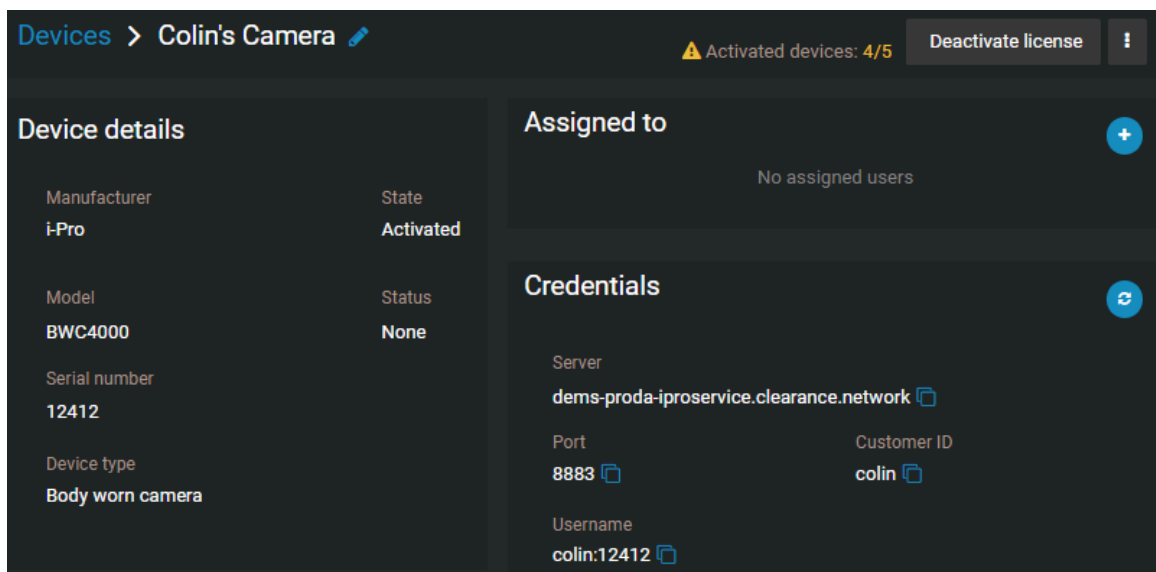 Devices > Colin's Camera
Activated devices: 4/5
Deactivate license
Device details
Manufacturer
State
i-Pro
Activated
Model
Status
BWC4000
None
Serial number
12412
Device type
Body worn camera
Assigned to
No assigned users
Credentials
Server
dems-proda-iproservice.clearance.network
Port
Customer ID
8883
colin
Username
colin:12412